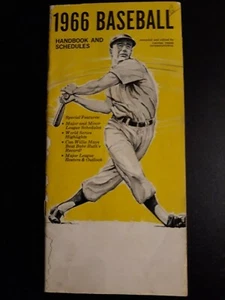 1966 BASEBALL
HANDBOOK AND
SCHEDULES
Special Features
• Major and Minor
League Schedules
• World Series
Highlights
• Can Willie Mays
Beat Babe Ruth's
Record?
• Major League
Rosters & Outlook